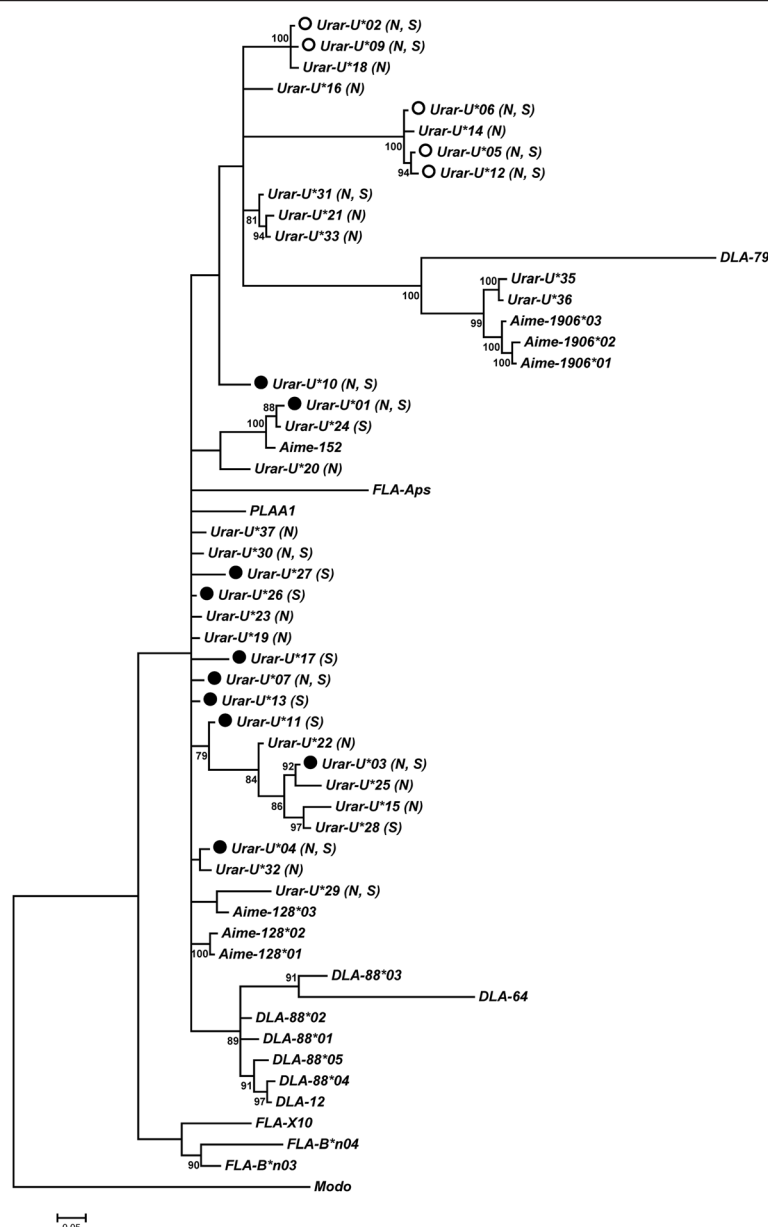 Urar-U*02 (N, S)
100
Urar-U*09 (N, S)
Urar-U*18 (N)
Urar-U*16 (N)
Urar-U*06 (N, S)
Urar-U*14 (N)
100
Urar-U*05 (N, S)
94
Urar-U*12 (N, S)
Urar-U*31 (N, S)
81
Urar-U*21 (N)
94
Urar-U*33 (N)
DLA-79
100
100
Urar-U*35
Urar-U*36
99
Aime-1906*03
100
Aime-1906*02
100
Aime-1906*01
Urar-U*10 (N, S)
88
Urar-U*01 (N, S)
100
Urar-U*24 (S)
Aime-152
Urar-U*20 (N)
FLA-Aps
PLAA1
Urar-U*37 (N)
Urar-U*30 (N, S)
Urar-U*27 (S)
Urar-U*26 (S)
Urar-U*23 (N)
Urar-U*19 (N)
Urar-U*17 (S)
Urar-U*07 (N, S)
Urar-U*13 (S)
Urar-U*11 (S)
79
Urar-U*22 (N)
84
92
Urar-U*03 (N, S)
Urar-U*25 (N)
86
Urar-U*15 (N)
97
Urar-U*28 (S)
Urar-U*04 (N, S)
Urar-U*32 (N)
Urar-U*29 (N, S)
Aime-128*03
Aime-128*02
100
Aime-128*01
91
DLA-88*03
DLA-64
DLA-88*02
89
DLA-88*01
DLA-88*05
91
DLA-88*04
97
DLA-12
FLA-X10
FLA-B*n04
90
FLA-B*n03
Modo